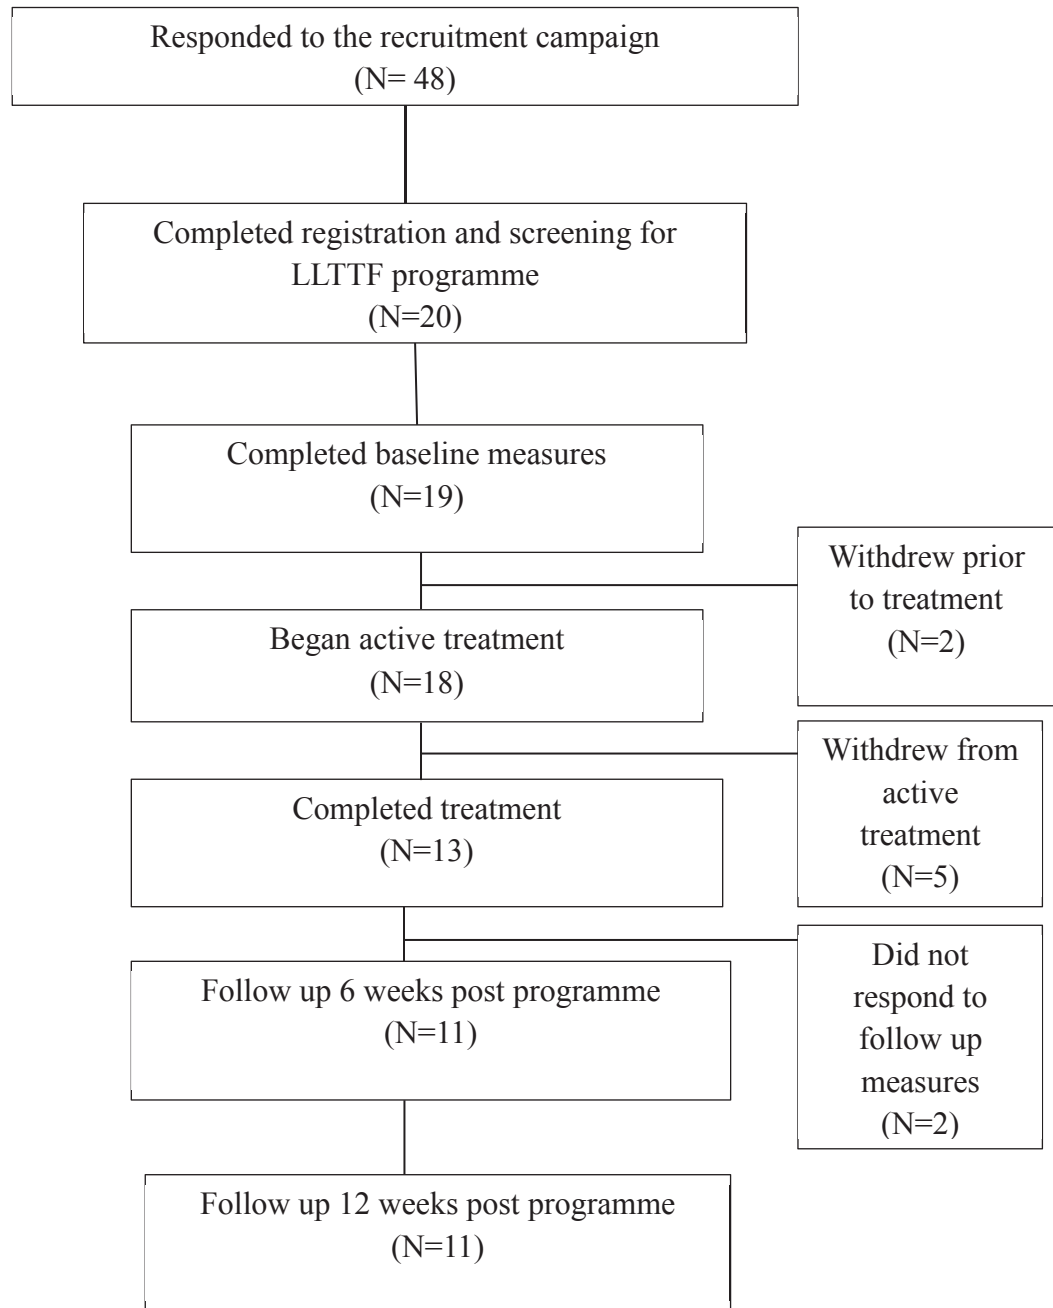 Responded to the recruitment campaign
(N= 48)
Completed registration and screening for
LLTTF programme
(N=20)
Completed baseline measures
(N=19)
Withdrew prior
to treatment
(N=2)
Began active treatment
(N=18)
Withdrew from
active
treatment
(N=5)
Completed treatment
(N=13)
Did not
respond to
follow up
measures
(N=2)
Follow up 6 weeks post programme
(N=11)
Follow up 12 weeks post programme
(N=11)